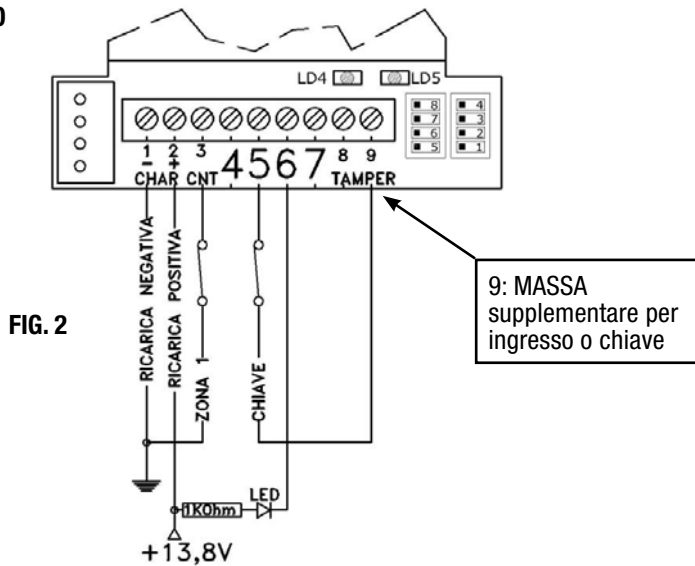 0
LD4 LD5
8 4
7 3
6 2
5 1
1 2 3 4 5 6 7 8 9
- +
CHAR CNT TAMPER
RICARICA NEGATIVA
RICARICA POSITIVA
ZONA 1
CHIAVE
9: MASSA
supplementare per
ingresso o chiave
FIG. 2
1KOhm LED
+13,8V